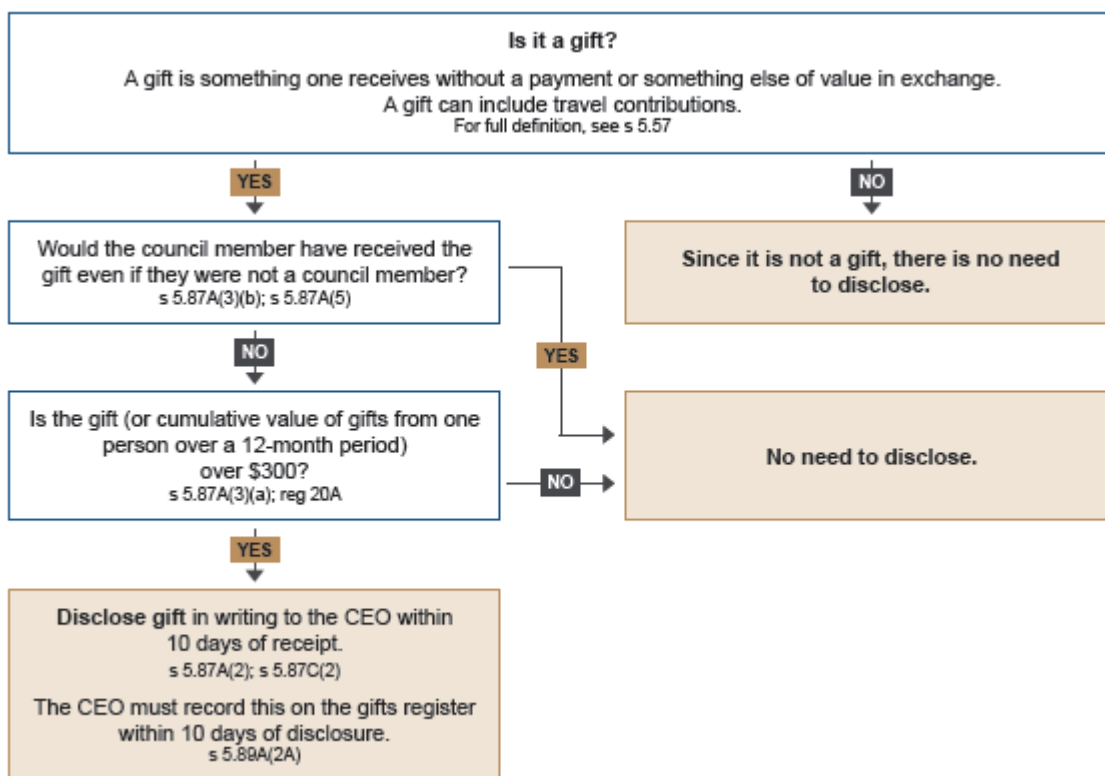 Is it a gift?
A gift is something one receives without a payment or something else of value in exchange.
A gift can include travel contributions.
For full definition, see s 5.57
YES
NO
Would the council member have received the
gift even if they were not a council member?
s 5.87A(3)(b); s 5.87A(5)
Since it is not a gift, there is no need
to disclose.
NO
YES
Is the gift (or cumulative value of gifts from one
person over a 12-month period)
over $300?
s 5.87A(3)(a); reg 20A
NO
No need to disclose.
YES
Disclose gift in writing to the CEO within
10 days of receipt.
s 5.87A(2); s 5.87C(2)
The CEO must record this on the gifts register
within 10 days of disclosure.
s 5.89A(2A)